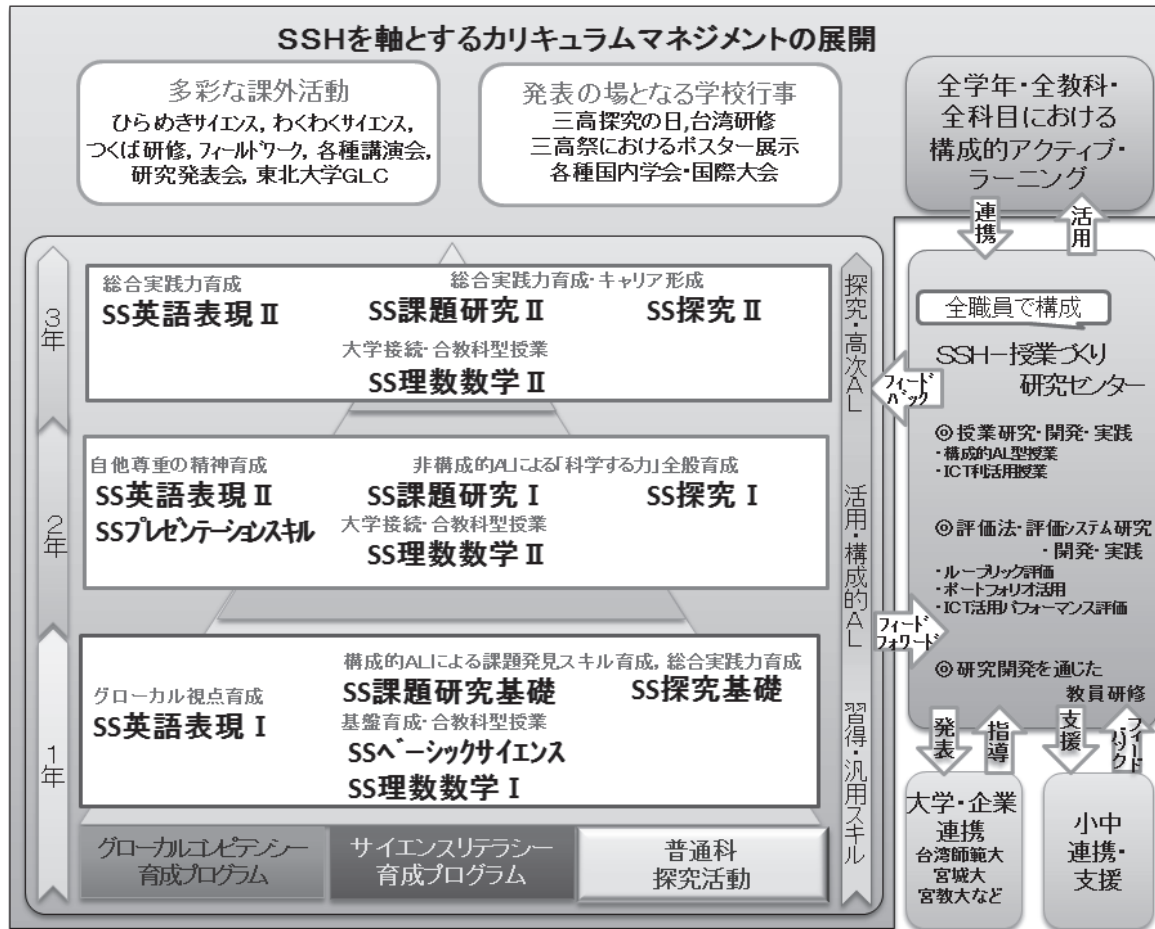 SSHを軸とするカリキュラムマネジメントの展開
多彩な課外活動
ひらめきサイエンス，わくわくサイエンス，
つくば研修，フィールドワーク，各種講演会，
研究発表会，東北大学GLC
発表の場となる学校行事
三高探究の日，台湾研修
三高祭におけるポスター展示
各種国内学会・国際大会
全学年・全教科・
全科目における
構成的アクティブ・
ラーニング
連携
活用
3年
総合実践力育成
SS英語表現Ⅱ
総合実践力育成・キャリア形成
SS課題研究Ⅱ
SS探究Ⅱ
大学接続・合教科型授業
SS理数数学Ⅱ
探究・高次AL
2年
自他尊重の精神育成
SS英語表現Ⅱ
SSプレゼンテーションスキル
非構成的ALによる「科学する力」全般育成
SS課題研究Ⅰ
SS探究Ⅰ
大学接続・合教科型授業
SS理数数学Ⅱ
活用・構成的AL
1年
グローカル視点育成
SS英語表現Ⅰ
構成的ALによる課題発見スキル育成，総合実践力育成
SS課題研究基礎
SS探究基礎
基盤育成・合教科型授業
SSベーシックサイエンス
SS理数数学Ⅰ
習得・汎用スキル
グローカルコンピテンシー
育成プログラム
サイエンスリテラシー
育成プログラム
普通科
探究活動
全職員で構成
SSH－授業づくり
研究センター
フィード
バック
◎授業研究・開発・実践
・構成的AL型授業
・ICT利活用授業
◎評価法・評価システム研究
・開発・実践
・ルーブリック評価
・ポートフォリオ活用
・ICT活用パフォーマンス評価
フィード
フォワード
◎研究開発を通じた
教員研修
発表
指導
支援
フィード
バック
大学・企業
連携
台湾師範大
宮城大
宮教大など
小中
連携・
支援